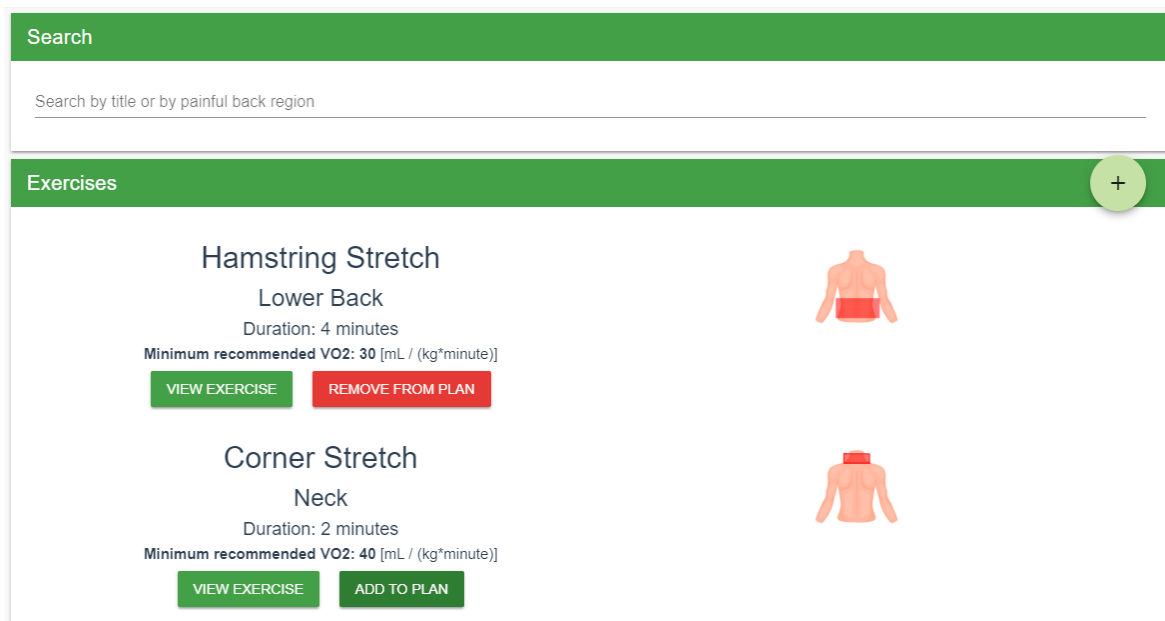 Search
Search by title or by painful back region
Exercises
+
Hamstring Stretch
Lower Back
Duration: 4 minutes
Minimum recommended VO2: 30 [mL / (kg*minute)]
VIEW EXERCISE REMOVE FROM PLAN
Corner Stretch
Neck
Duration: 2 minutes
Minimum recommended VO2: 40 [mL / (kg*minute)]
VIEW EXERCISE ADD TO PLAN